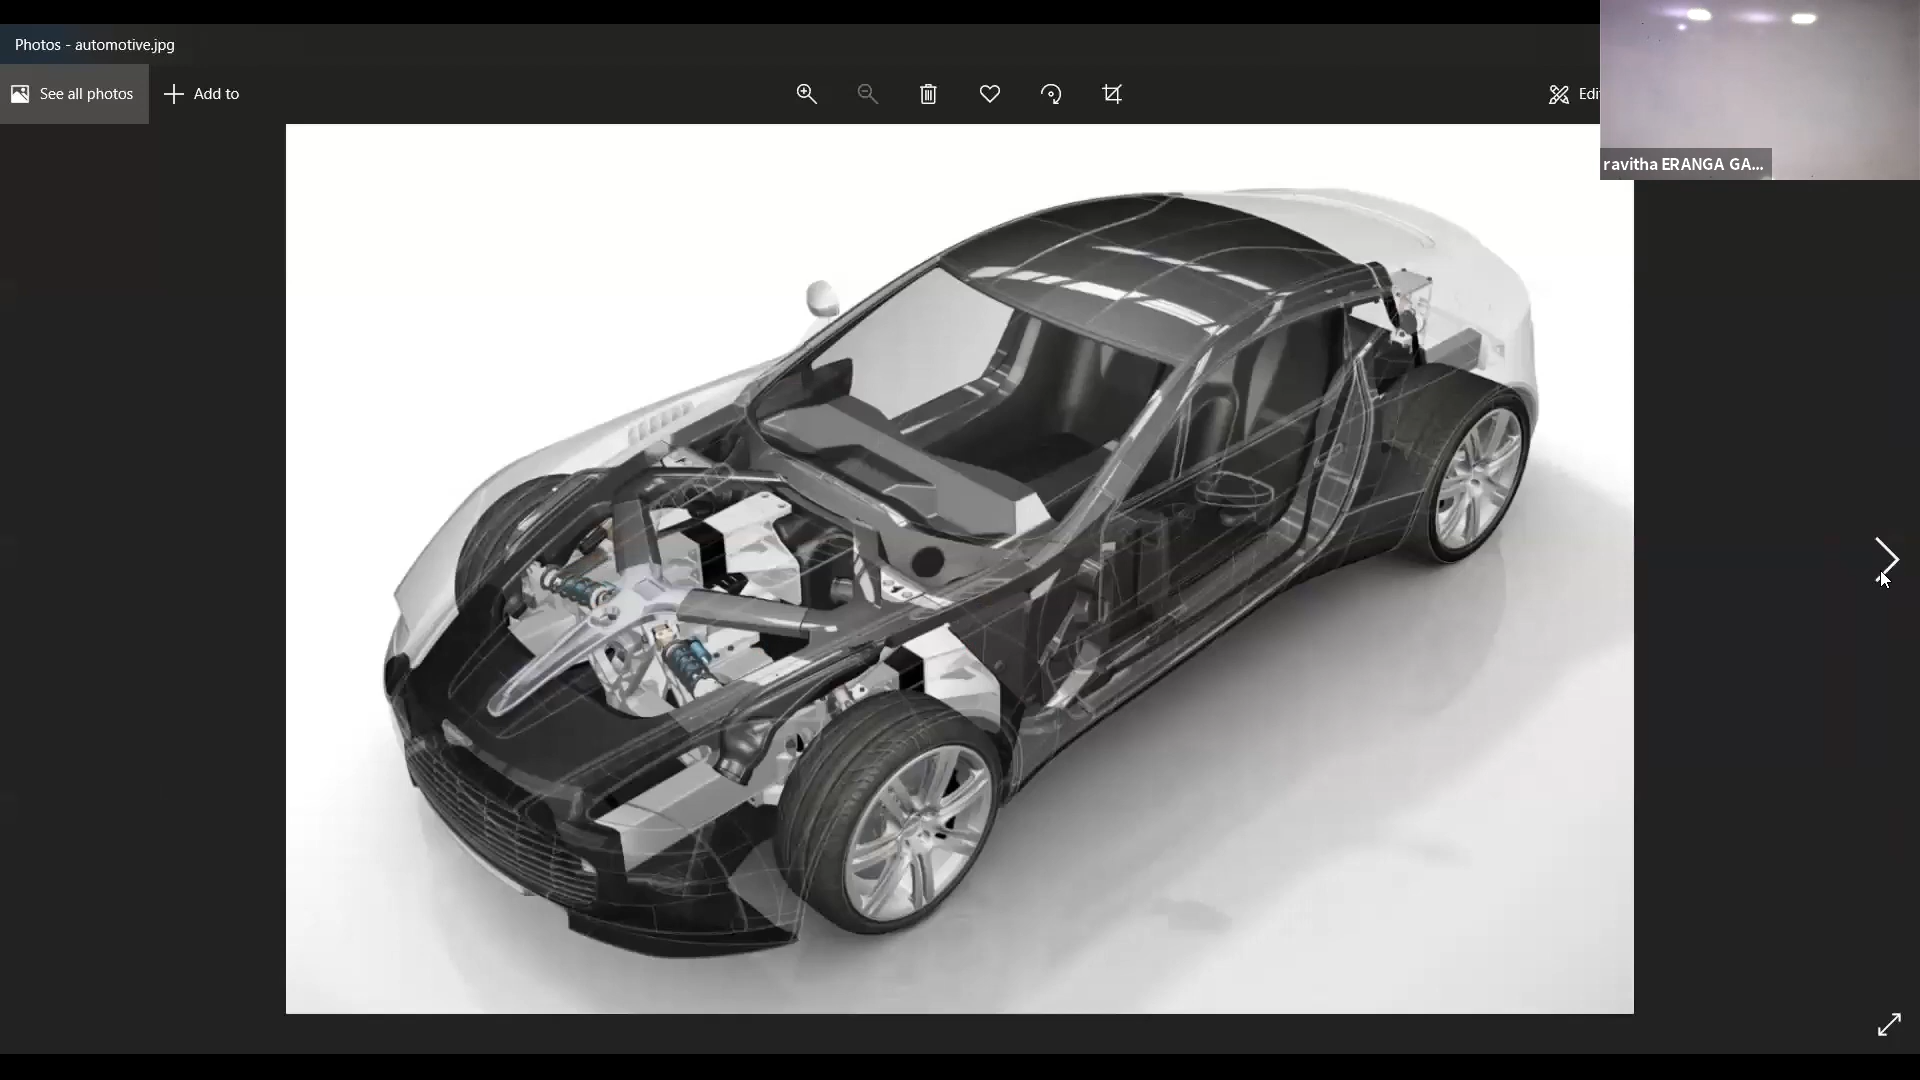 Photos - automotive.jpg
See all photos
Add to
Edi
ravitha ERANGA GA...